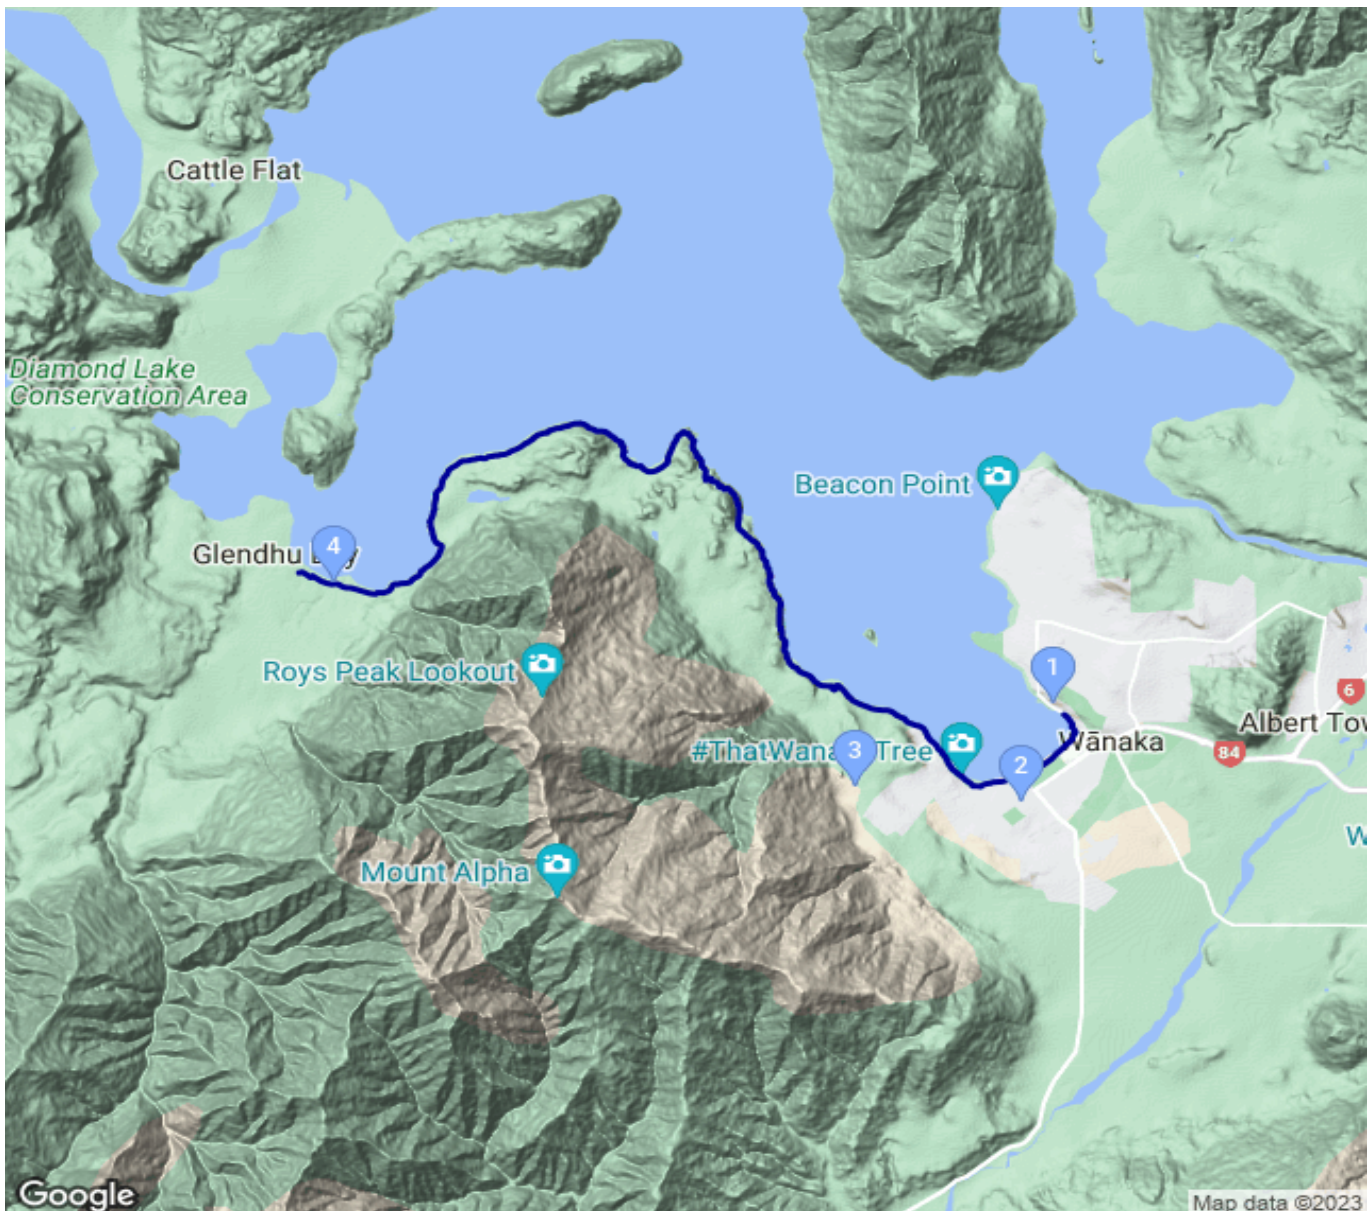 Cattle Flat
Diamond Lake
Conservation Area
Beacon Point
4
Glendhu
y
Roys Peak Lookout
1
6
Albert Tow
Wānaka
84
#ThatWana
Tree
3
2
Mount Alpha
W
Google
Map data ©2023